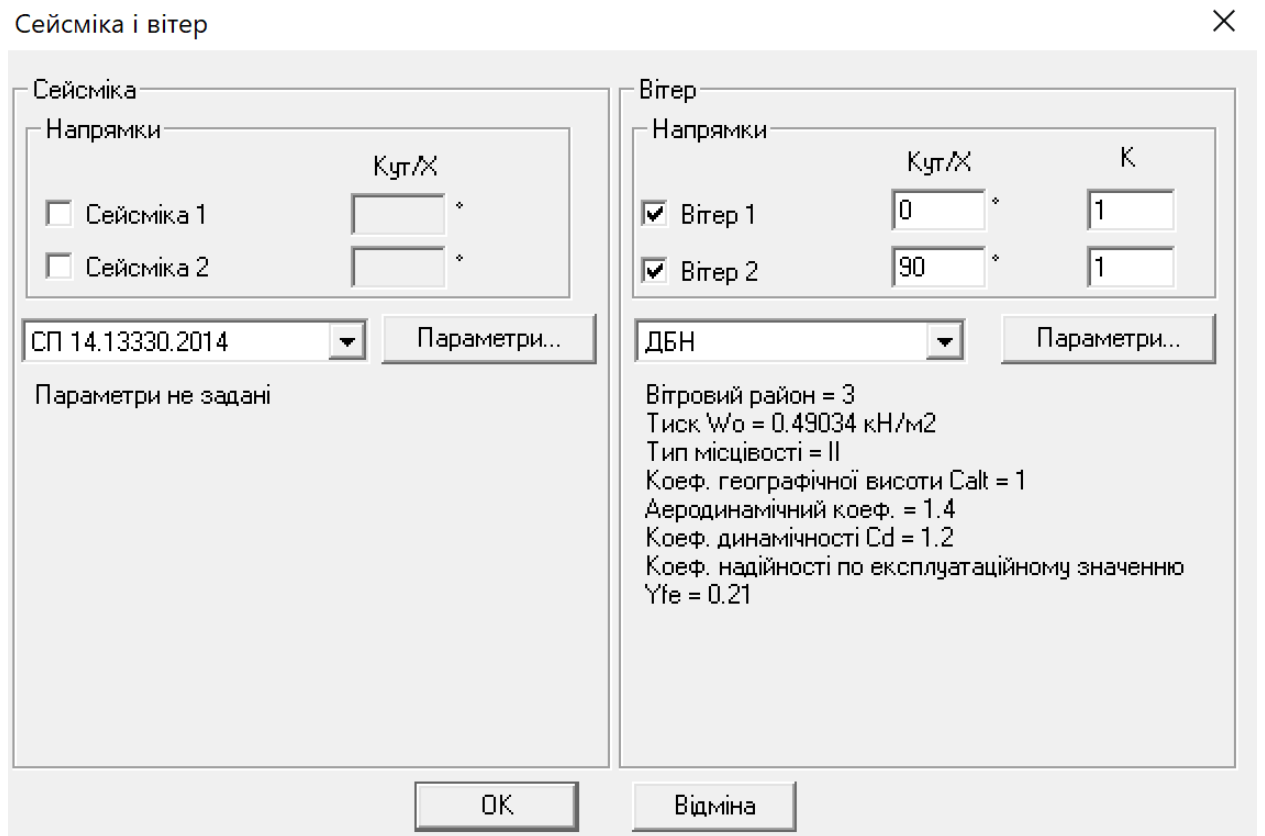 Сейсміка і вітер
Сейсміка
Напрямки
Кут/X
Сейсміка 1 °
Сейсміка 2 °
СП 14.13330.2014 Параметри...
Параметри не задані
Вітер
Напрямки
Кут/X К
Вітер 1 0 ° 1
Вітер 2 90 ° 1
ДБН Параметри...
Вітровий район = 3
Тиск Wo = 0.49034 кН/м2
Тип місцівості = II
Коеф. географічної висоти Calt = 1
Аеродинамічний коеф. = 1.4
Коеф. динамічності Cd = 1.2
Коеф. надійності по експлуатаційному значенню
Yfe = 0.21
OK Відміна